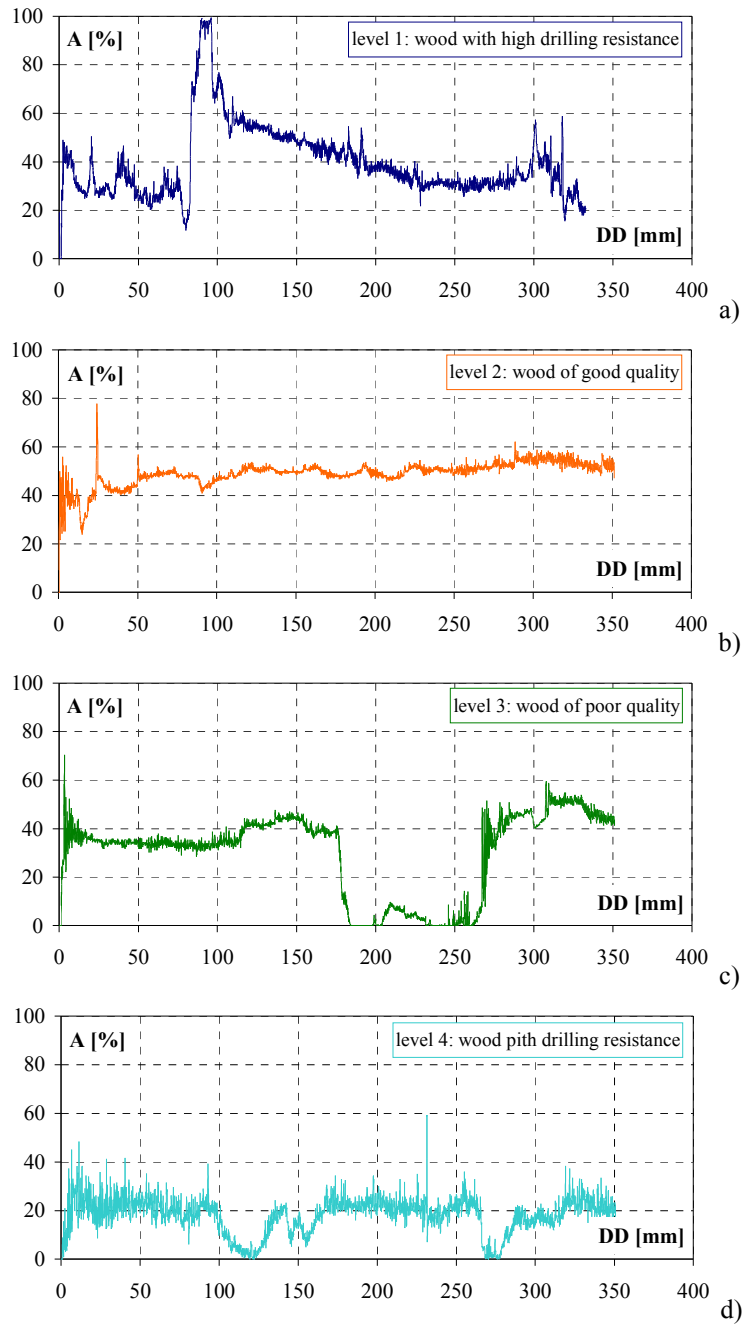 100
A [%]
level 1: wood with high drilling resistance
80
60
40
20
DD [mm]
0
0 50 100 150 200 250 300 350 400
a)
100
A [%]
level 2: wood of good quality
80
60
40
20
DD [mm]
0
0 50 100 150 200 250 300 350 400
b)
100
A [%]
level 3: wood of poor quality
80
60
40
20
DD [mm]
0
0 50 100 150 200 250 300 350 400
c)
100
A [%]
level 4: wood pith drilling resistance
80
60
40
20
DD [mm]
0
0 50 100 150 200 250 300 350 400
d)